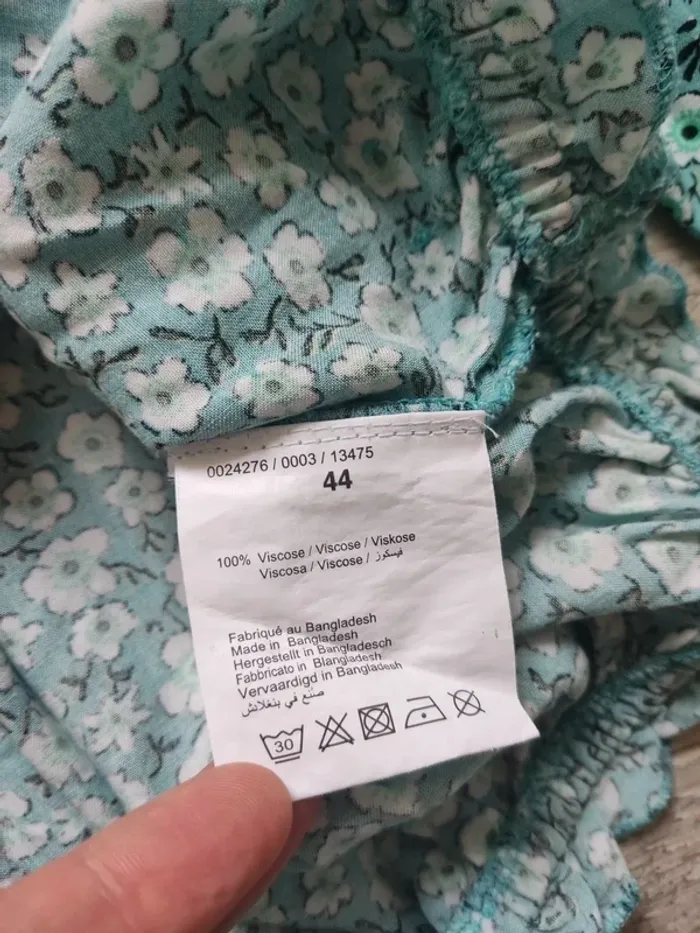 0024276 / 0003 / 13475
44
100% Viscose / Viscose / Viskose
Viscosa / Viscose / فيسكوز
Fabriqué au Bangladesh
Made in Bangladesh
Hergestellt in Bangladesch
Fabbricato in Blangladesh
Vervaardigd in Bangladesh
صنع في بنغلادش
30